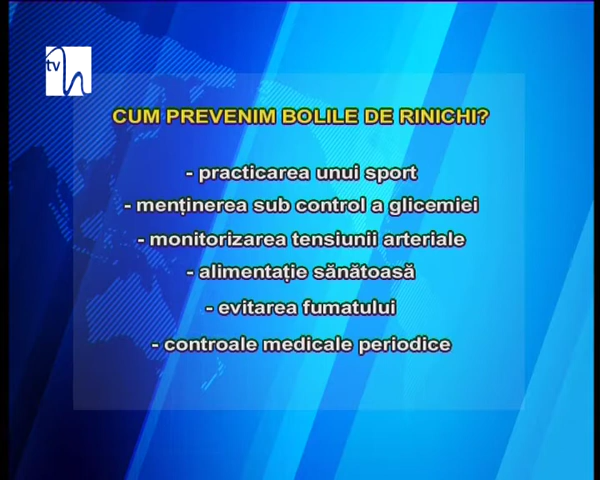 tv h
CUM PREVENIM BOLILE DE RINICHI?
- practicarea unui sport
- menținerea sub control a glicemiei
- monitorizarea tensiunii arteriale
- alimentație sănătoasă
- evitarea fumatului
- controale medicale periodice